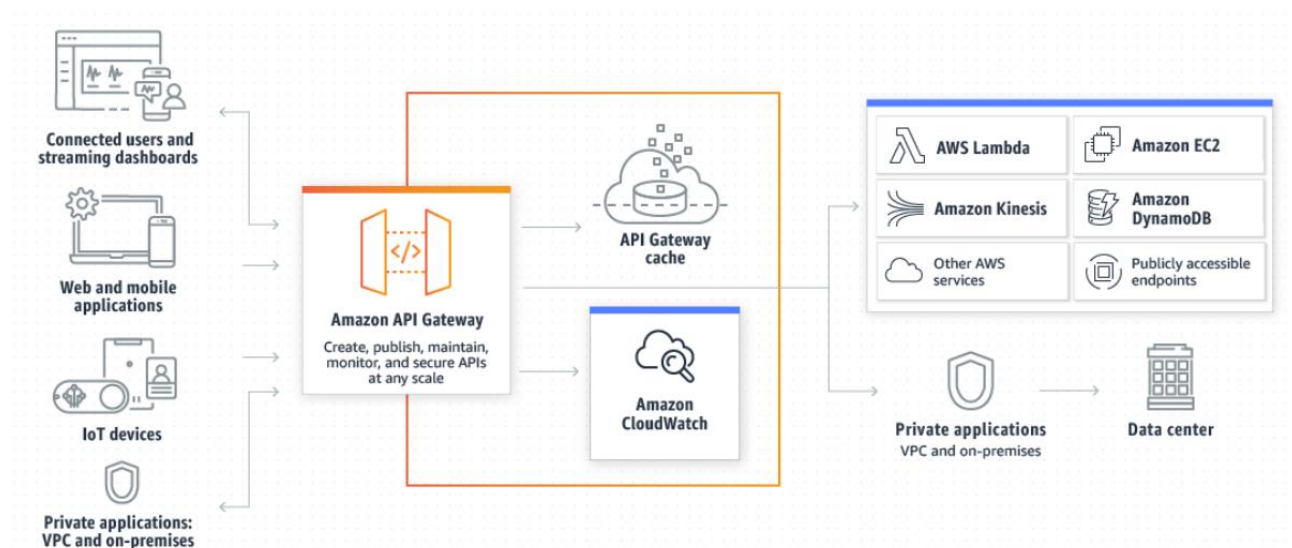 Connected users and
streaming dashboards
Web and mobile
applications
IoT devices
Private applications:
VPC and on-premises
</>
Amazon API Gateway
Create, publish, maintain,
monitor, and secure APIs
at any scale
API Gateway
cache
Amazon
CloudWatch
AWS Lambda
Amazon EC2
Amazon Kinesis
Amazon
DynamoDB
Other AWS
services
Publicly accessible
endpoints
Private applications
VPC and on-premises
Data center